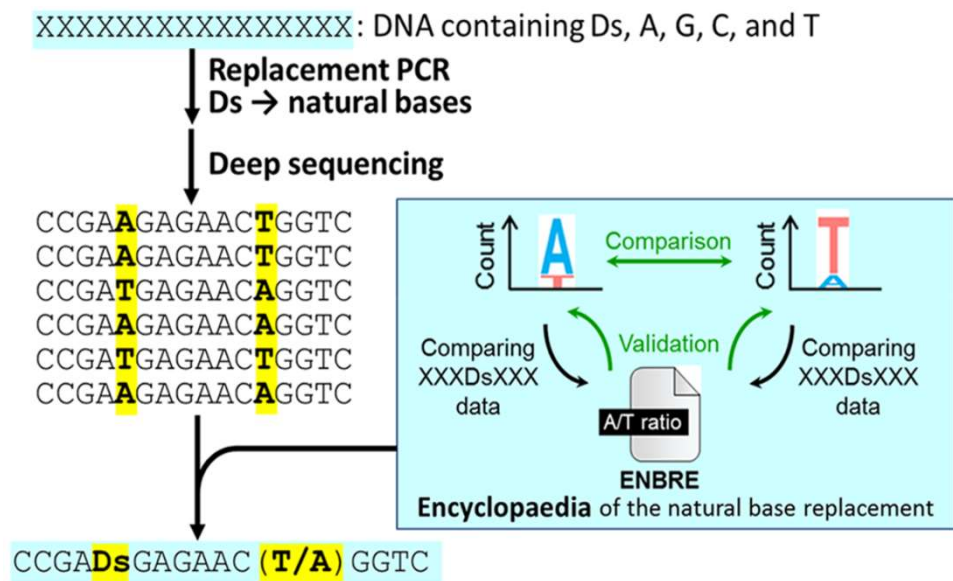 XXXXXXXXXXXXXXXX: DNA containing Ds, A, G, C, and T
Replacement PCR
Ds → natural bases
Deep sequencing
CCGAAGAGAACTGGTC
CCGAAGAGAACTGGTC
CCGATGAGAACAGGTC
CCGAAGAGAACAGGTC
CCGATGAGAACTGGTC
CCGAAGAGAACAGGTC
Count
A
T
Comparison
Count
T
A
Comparing
XXXDsXXX
data
Validation
Comparing
XXXDsXXX
data
A/T ratio
ENBRE
Encyclopaedia of the natural base replacement
CCGADsGAGAAC(T/A)GGTC